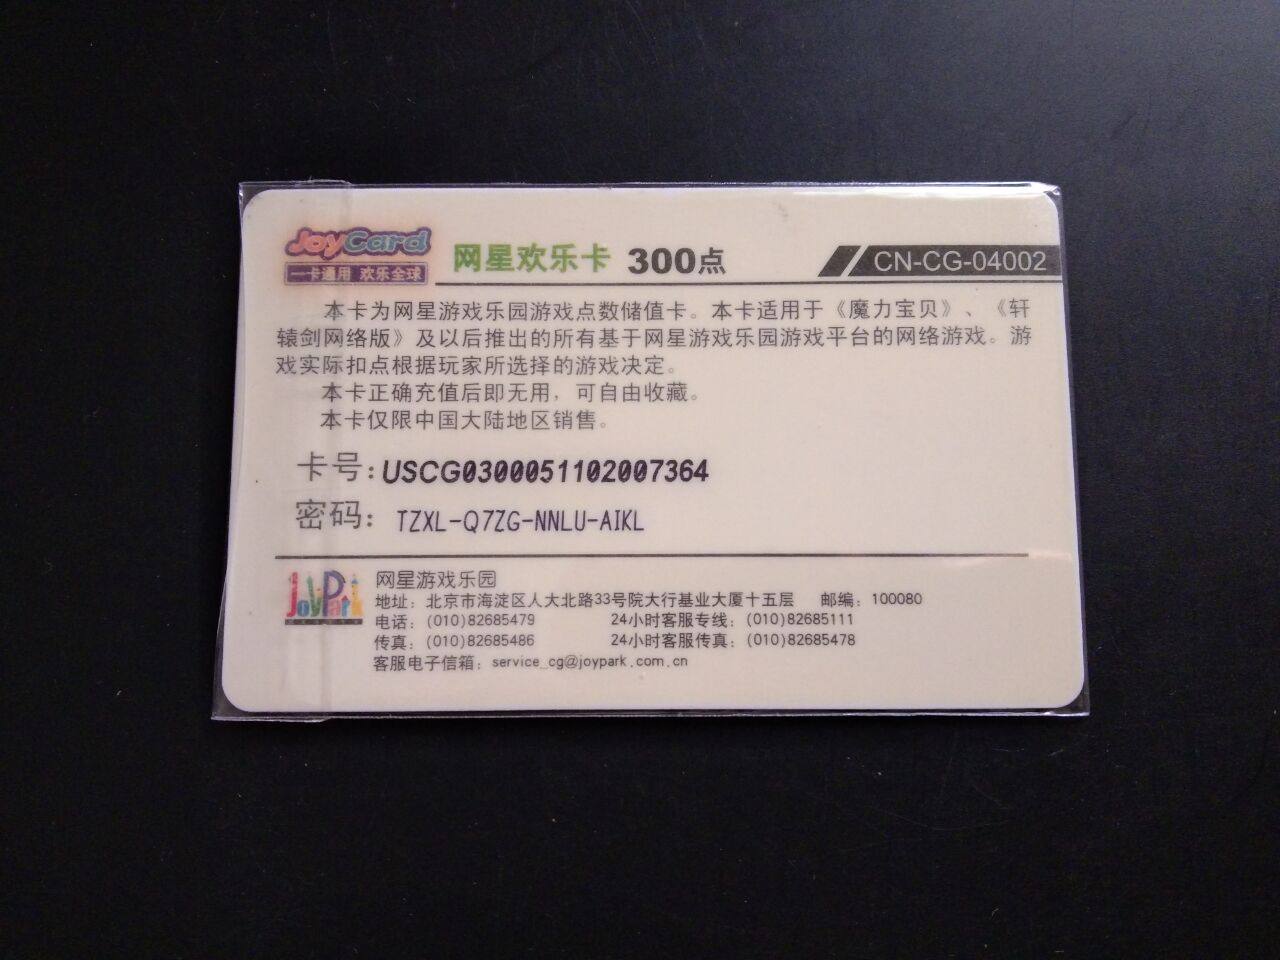 JoyCard
一卡通用 欢乐全球
网星欢乐卡 300点
CN-CG-04002
本卡为网星游戏乐园游戏点数储值卡。本卡适用于《魔力宝贝》、《轩
辕剑网络版》及以后推出的所有基于网星游戏乐园游戏平台的网络游戏。游
戏实际扣点根据玩家所选择的游戏决定。
本卡正确充值后即无用，可自由收藏。
本卡仅限中国大陆地区销售。
卡号：USCG0300051102007364
密码：TZXL-Q7ZG-NNLU-AIKL
JoyPark
网星游戏乐园
地址：北京市海淀区人大北路33号院大行基业大厦十五层 邮编：100080
电话：(010)82685479 24小时客服专线：(010)82685111
传真：(010)82685486 24小时客服传真：(010)82685478
客服电子信箱：service_cg@joypark.com.cn